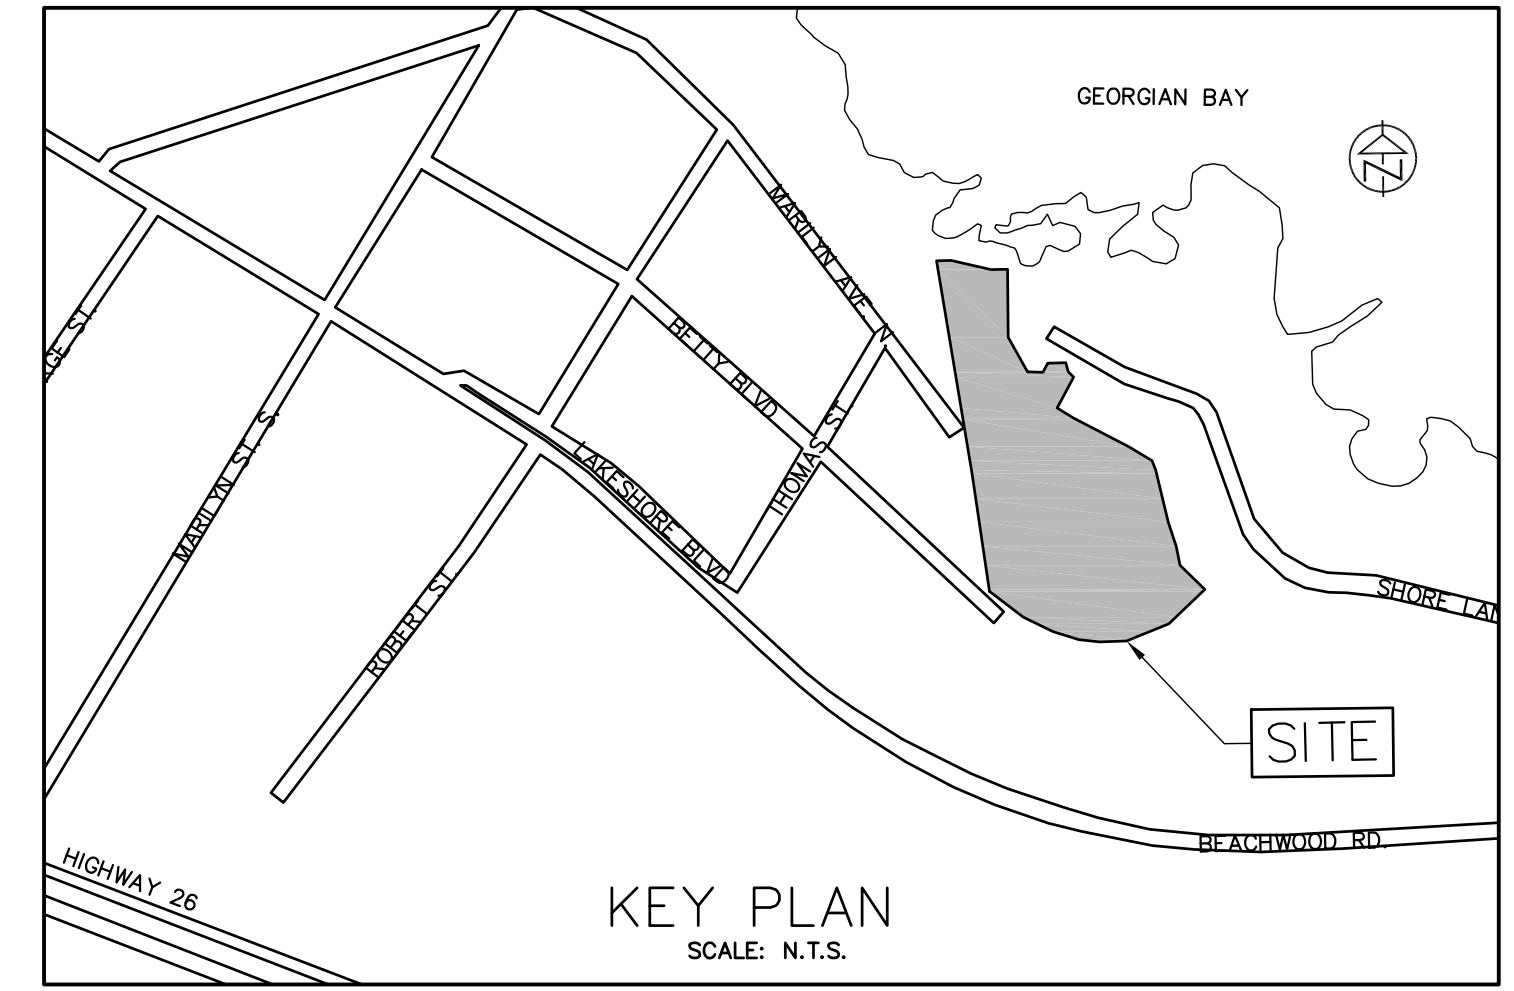 GEORGIAN BAY
N
MARILYN AVE. N
BETTY BLVD
THOMAS ST.
LAKESHORE BLVD
MARILYN ST. S.
ROBERT ST.
SHORE LAN
SITE
BEACHWOOD RD.
HIGHWAY 26
KEY PLAN
SCALE: N.T.S.